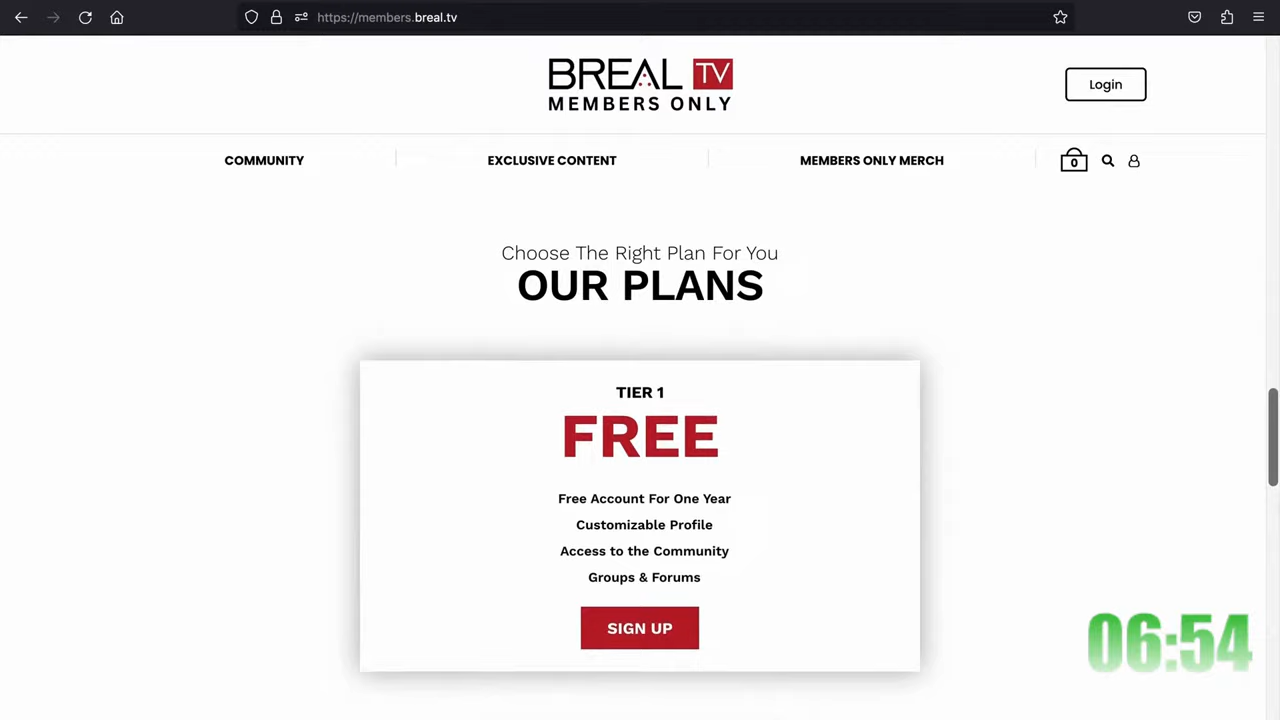 https://members.breal.tv
BREAL TV
MEMBERS ONLY
Login
COMMUNITY
EXCLUSIVE CONTENT
MEMBERS ONLY MERCH
0
Choose The Right Plan For You
OUR PLANS
TIER 1
FREE
Free Account For One Year
Customizable Profile
Access to the Community
Groups & Forums
SIGN UP
06:54